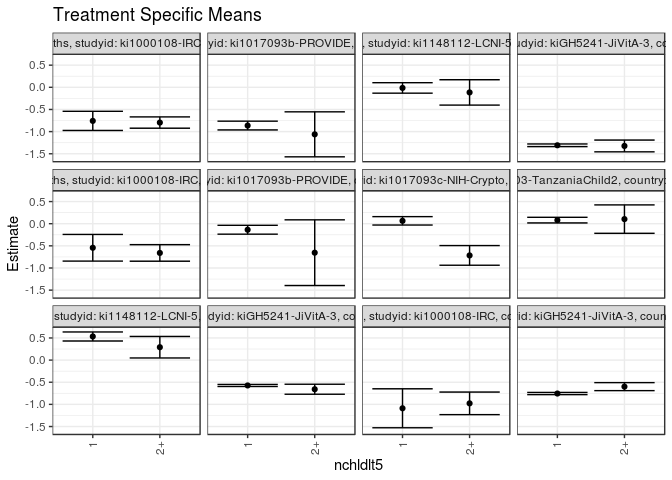 Treatment Specific Means
ths, studyid: ki1000108-IRC
yid: ki1017093b-PROVIDE,
, studyid: ki1148112-LCNI-5
udyid: kiGH5241-JiVitA-3, co
0.5
0.0
-0.5
-1.0
-1.5
ths, studyid: ki1000108-IRC,
yid: ki1017093b-PROVIDE,
id: ki1017093c-NIH-Crypto,
03-TanzaniaChild2, country:
0.5
0.0
-0.5
-1.0
-1.5
studyid: ki1148112-LCNI-5,
dyid: kiGH5241-JiVitA-3, co
, studyid: ki1000108-IRC, co
id: kiGH5241-JiVitA-3, coun
0.5
0.0
-0.5
-1.0
-1.5
Estimate
1
2+
1
2+
1
2+
1
2+
nchldlt5